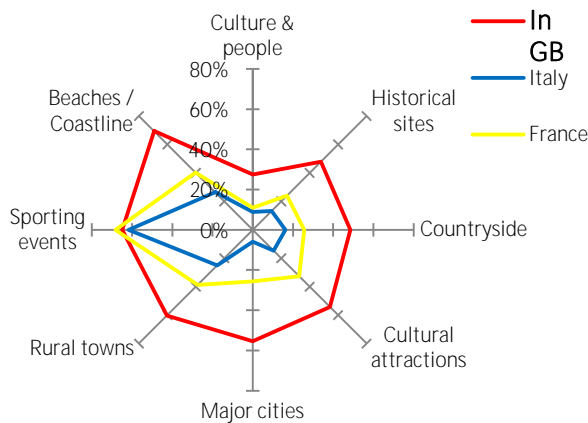 Culture &
people
80%
60%
40%
20%
0%
Historical
sites
Countryside
Cultural
attractions
Major cities
Rural towns
Sporting
events
Beaches /
Coastline
In
GB
Italy
France